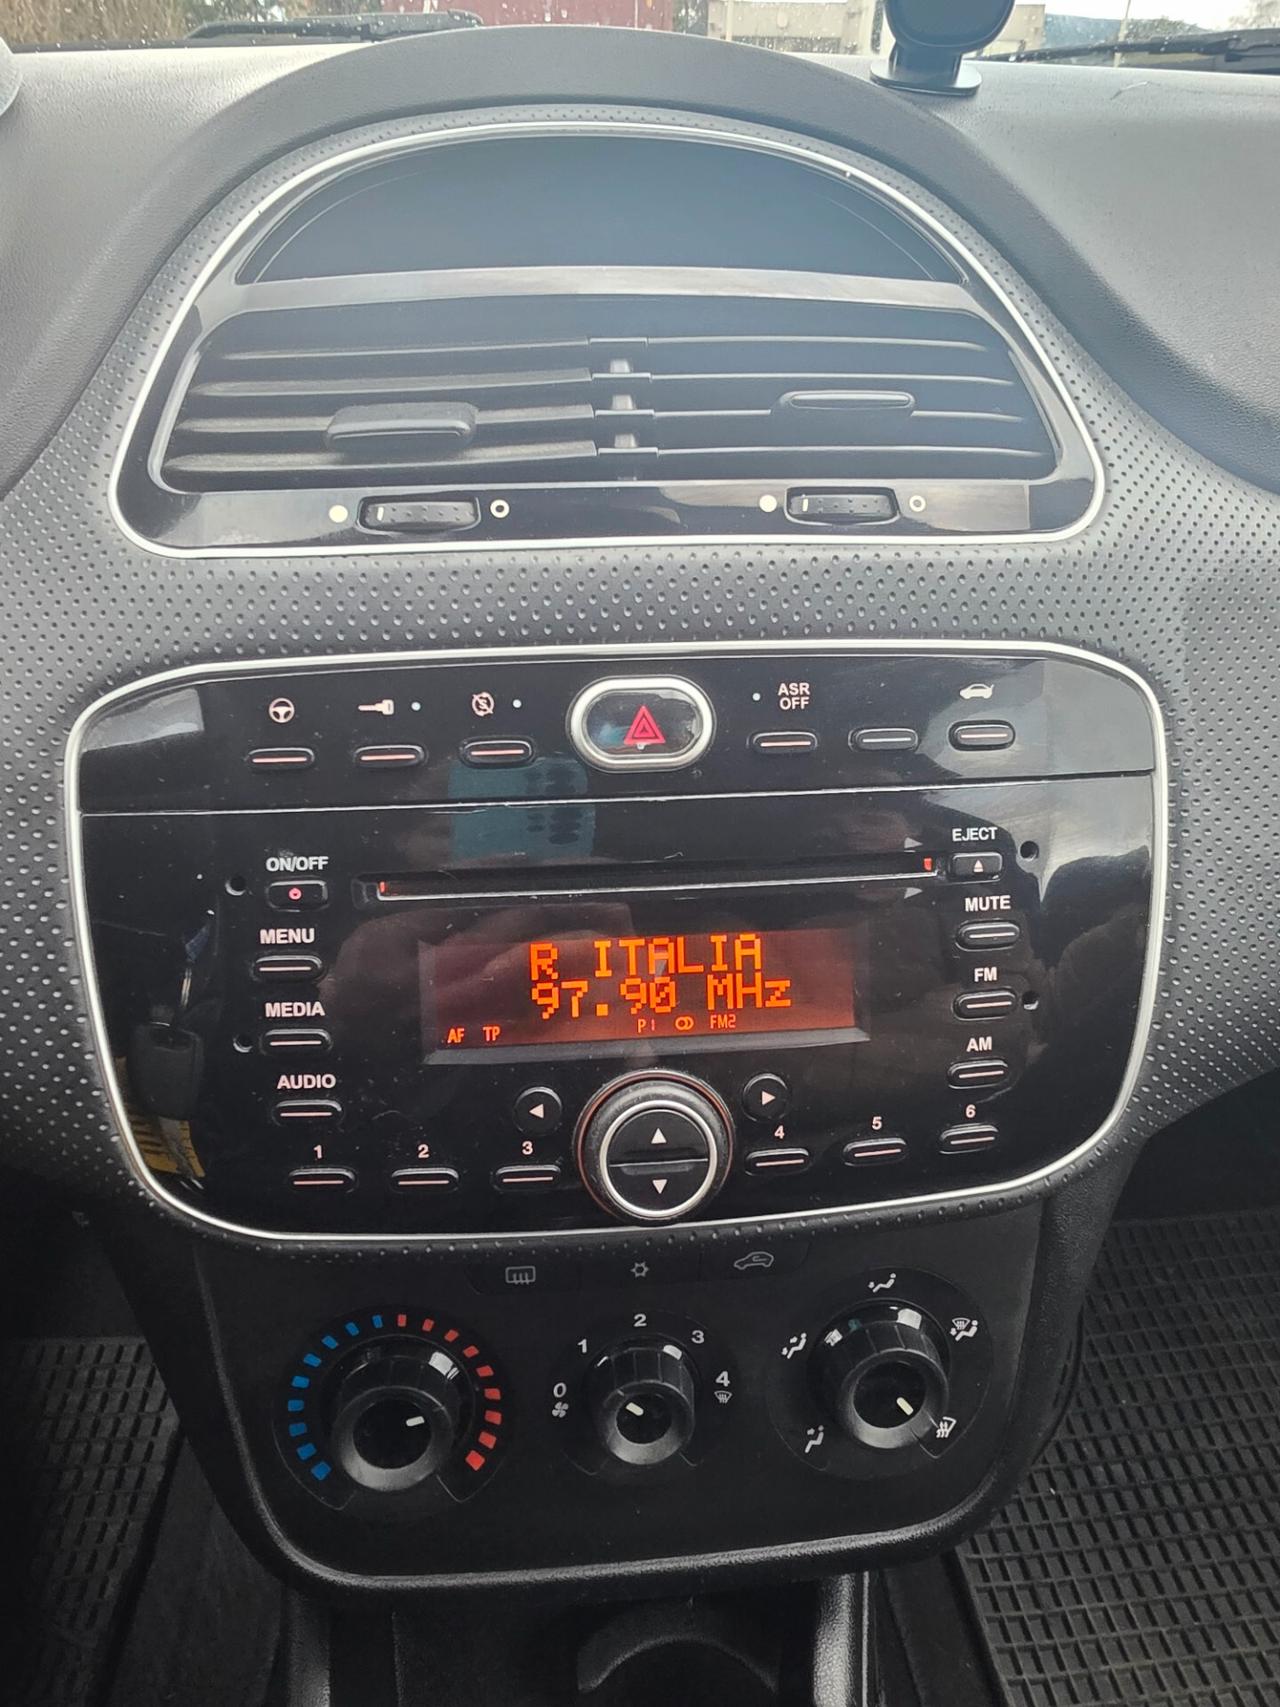 ASR
OFF
EJECT
ON/OFF
MUTE
MENU
R ITALIA
97.90 MHz
FM
MEDIA
AF TP P1 FM2
AM
AUDIO
1 2 3 4 5 6
0 1 2 3 4